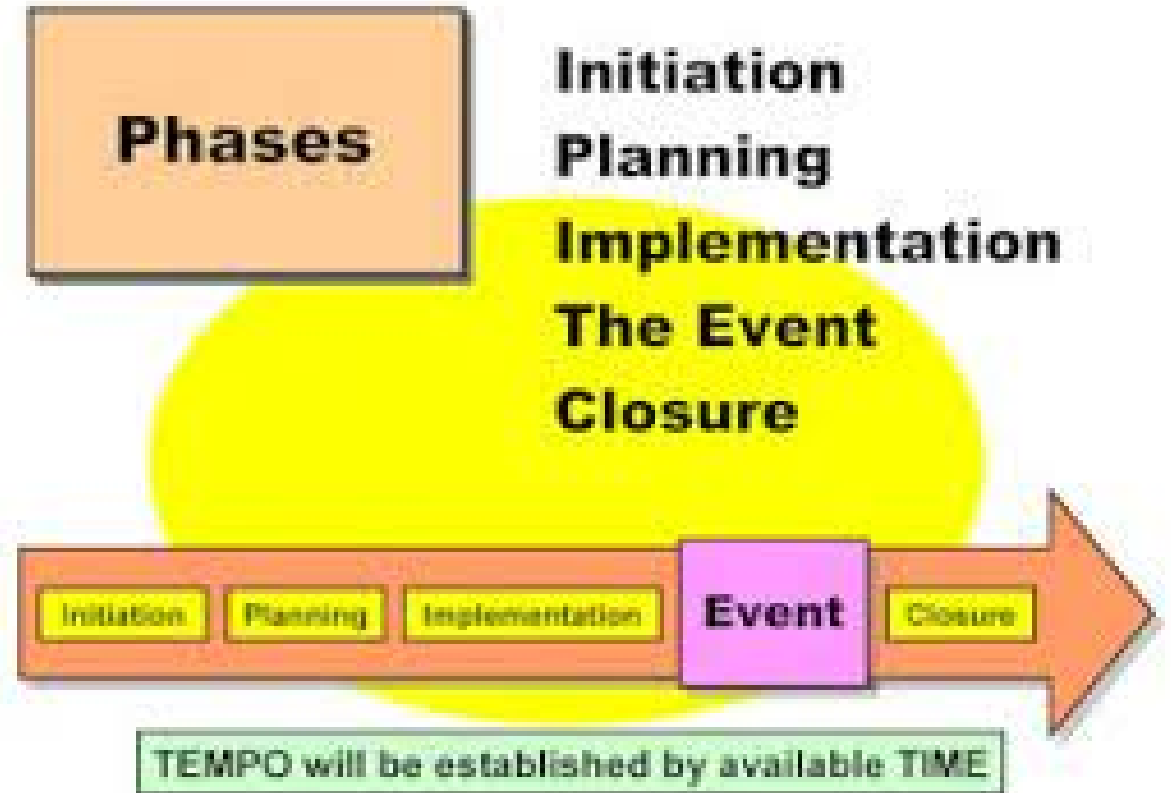 Phases
Initiation
Planning
Implementation
The Event
Closure
Initiation
Planning
Implementation
Event
Closure
TEMPO will be established by available TIME